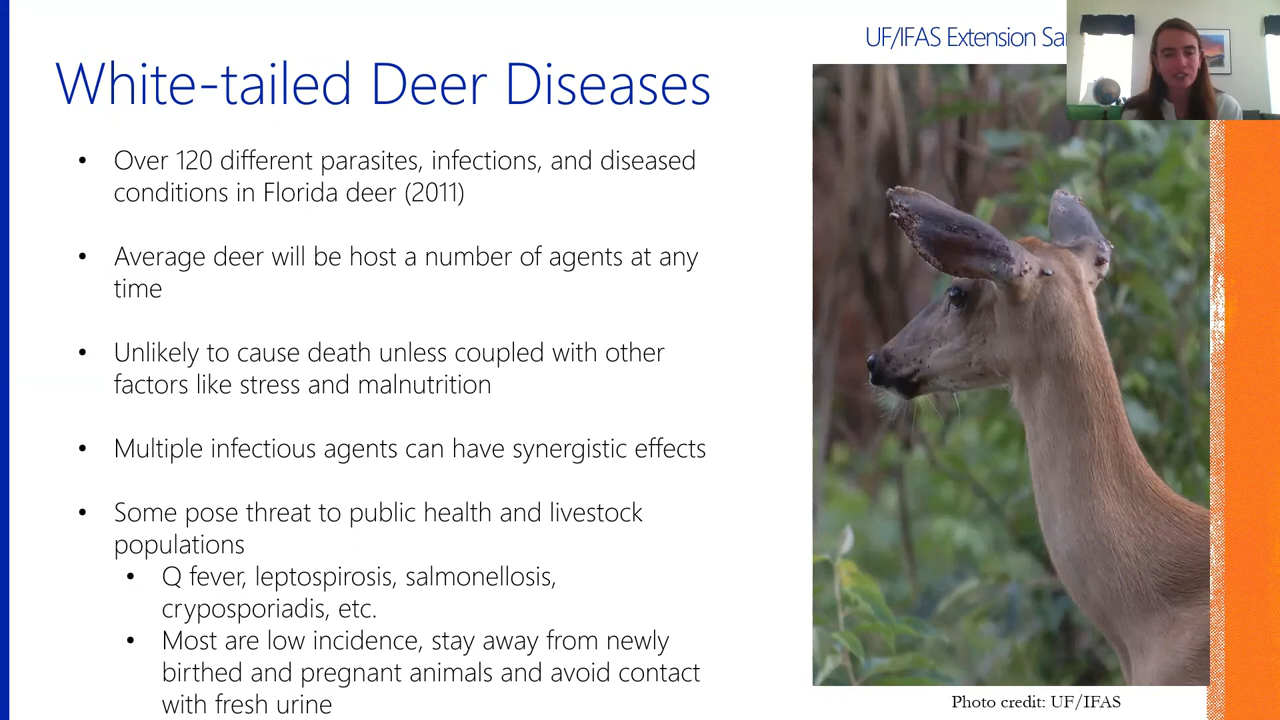 UF/IFAS Extension
White-tailed Deer Diseases
• Over 120 different parasites, infections, and diseased
conditions in Florida deer (2011)
• Average deer will be host a number of agents at any
time
• Unlikely to cause death unless coupled with other
factors like stress and malnutrition
• Multiple infectious agents can have synergistic effects
• Some pose threat to public health and livestock
populations
• Q fever, leptospirosis, salmonellosis,
cryposporiadis, etc.
• Most are low incidence, stay away from newly
birthed and pregnant animals and avoid contact
with fresh urine
Photo credit: UF/IFAS